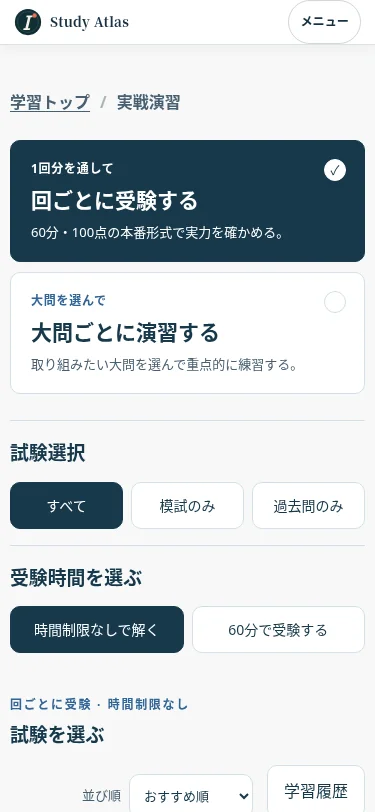 Study Atlas
メニュー
学習トップ / 実戦演習
1回分を通して
回ごとに受験する
60分・100点の本番形式で実力を確かめる。
大問を選んで
大問ごとに演習する
取り組みたい大問を選んで重点的に練習する。
試験選択
すべて 模試のみ 過去問のみ
受験時間を選ぶ
時間制限なしで解く 60分で受験する
回ごとに受験 · 時間制限なし
試験を選ぶ
並び順 おすすめ順 学習履歴